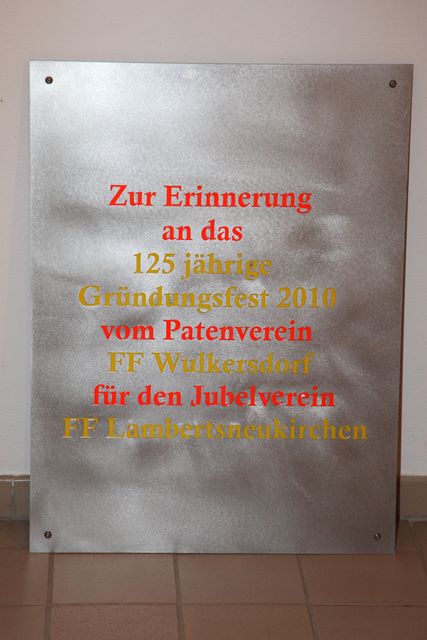 Zur Erinnerung
an das
125 jährige
Gründungsfest 2010
vom Patenverein
FF Wulkersdorf
für den Jubelverein
FF Lambertsneukirchen